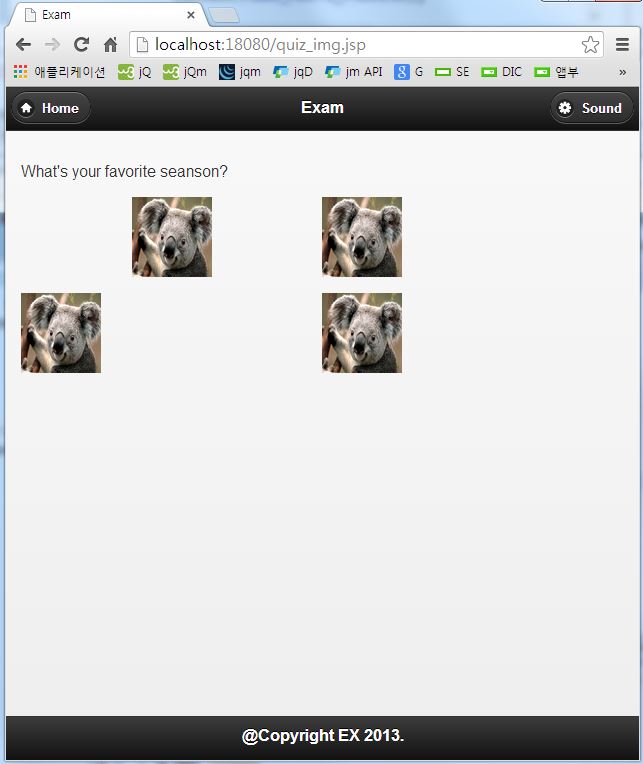 Exam
localhost:18080/quiz_img.jsp
애플리케이션 jQ jQm jqm jqD jm API G SE DIC 앱부 »
Home Exam Sound
What's your favorite seanson?
@Copyright EX 2013.